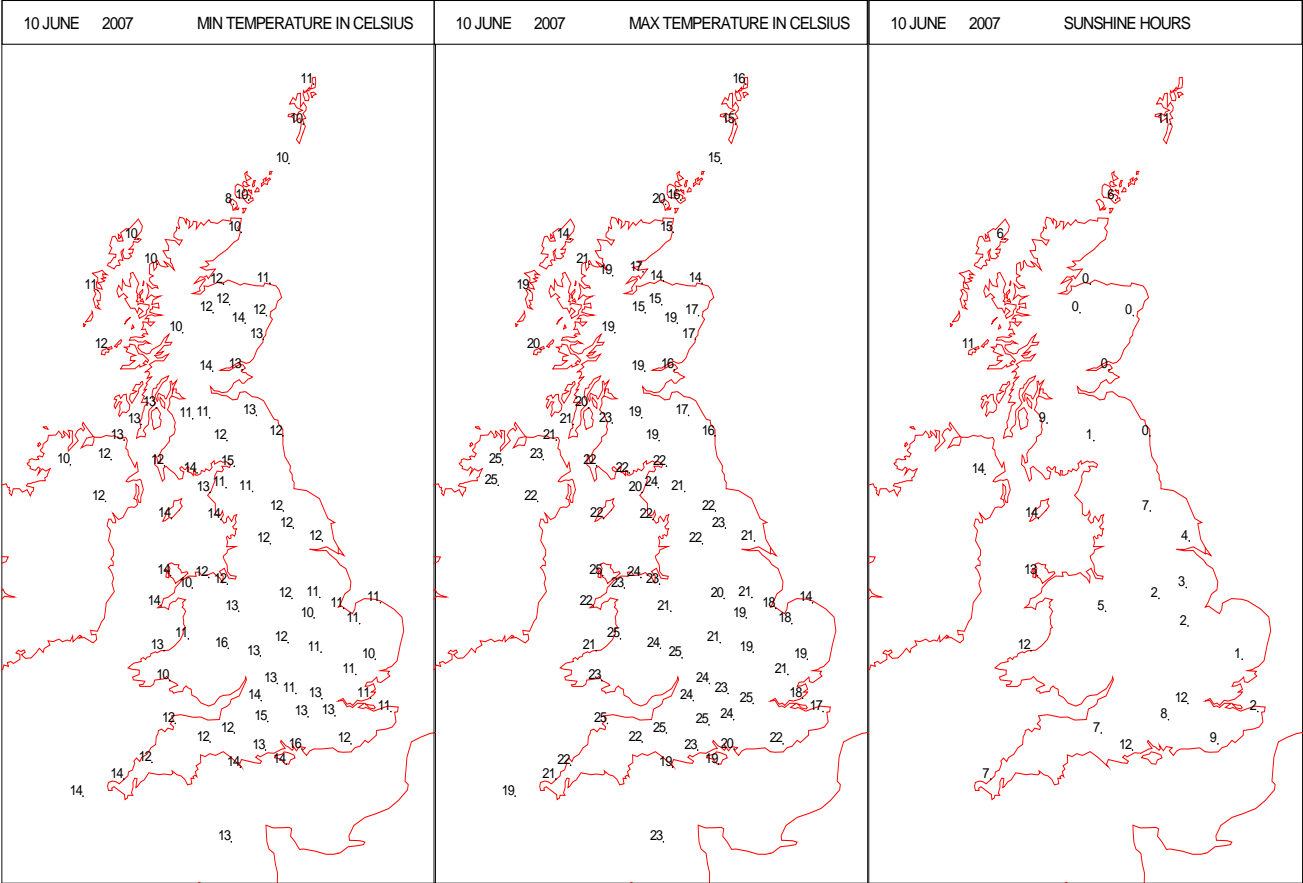 10 JUNE 2007 MIN TEMPERATURE IN CELSIUS
11
10
10
8 10
10
10
10
11 12 11
12
12 14 12
10 13
12
14 13
13
13 11 11 13
13 12 12
10 12 12 14 15
13 11 11
12
14 14 12
12
12 12
14 12
10 12
14 13 12 11
11 11
10 11
13 11 16 12
13 11
10
10 11
13
14 11 13 11
11
12 15 13 13
12 12
13 16 12
12 14 14
14
14
13
10 JUNE 2007 MAX TEMPERATURE IN CELSIUS
16
15
15
20 16
15
14
21 19 17
19 14 14
15 15
19 19 17
17
20
19 16
20
21 23 19 17
21 19 16
25 23 22 22 22
25 20 24 21
22
22 22 22
23
22 21
25 24
23 23
22 21 20 21
18 14
19 18
21 25 24 21
25 19 19
23 21
24 23
24 25 18 17
25 25 24
22 25
23 20 22
22 19 19
21
19
23
10 JUNE 2007 SUNSHINE HOURS
11
6
6
0
0 0
11
0
9
1 0
14
14 7
4
13
3
5 2
2
12
1
12
2
8
7
12 9
7